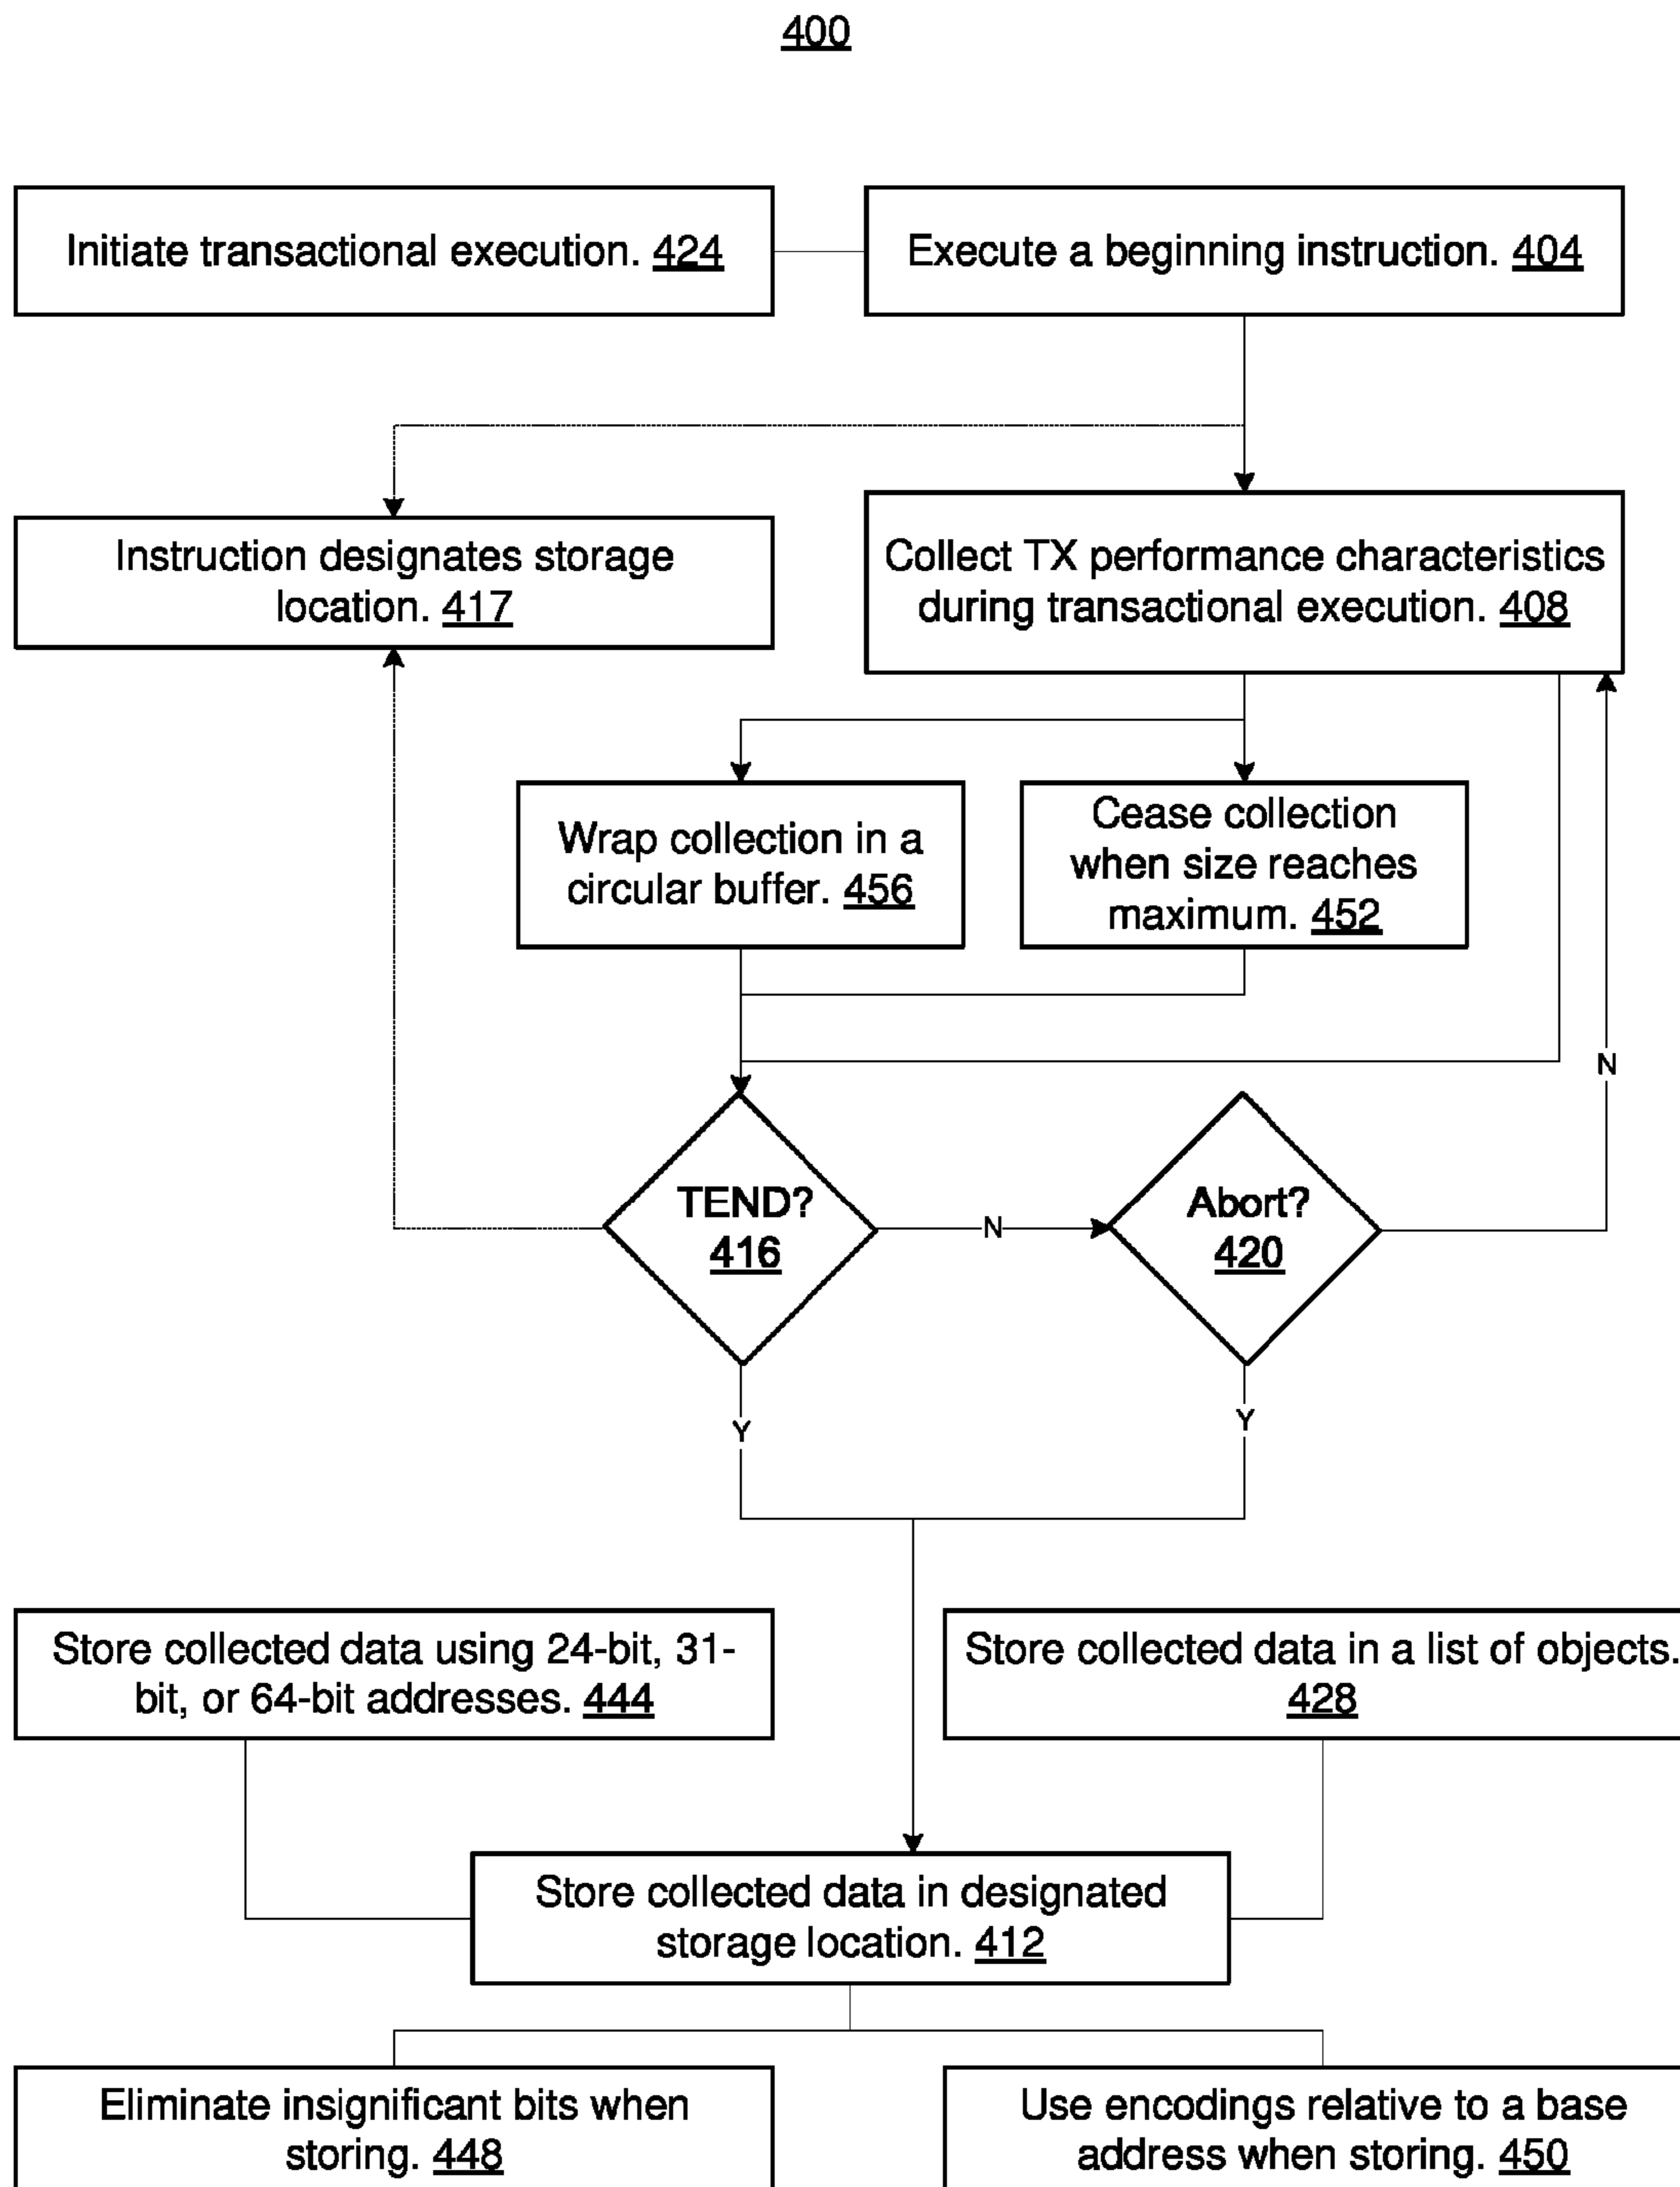 400
Initiate transactional execution. 424
Execute a beginning instruction. 404
Instruction designates storage
location. 417
Collect TX performance characteristics
during transactional execution. 408
Wrap collection in a
circular buffer. 456
Cease collection
when size reaches
maximum. 452
N
TEND?
416
N
Abort?
420
Y
Y
Store collected data using 24-bit, 31-
bit, or 64-bit addresses. 444
Store collected data in a list of objects.
428
Store collected data in designated
storage location. 412
Eliminate insignificant bits when
storing. 448
Use encodings relative to a base
address when storing. 450